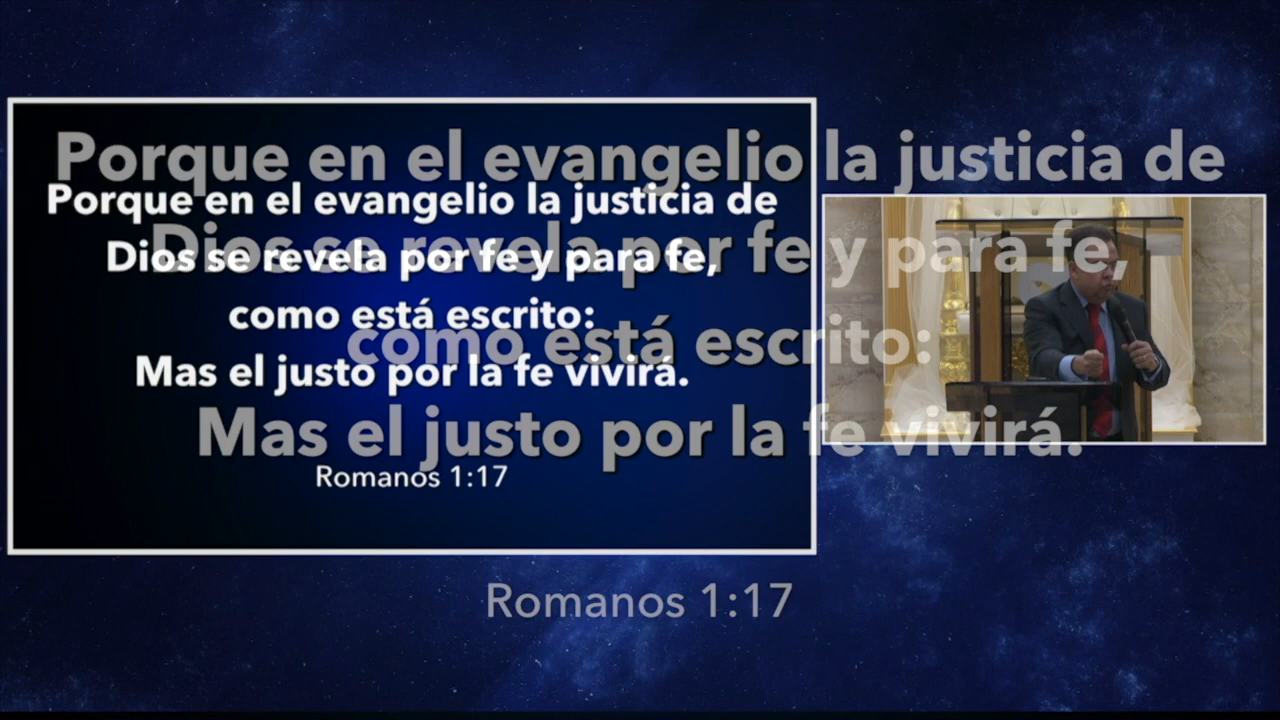 Porque en el evangelio la justicia de
Dios se revela por fe y para fe,
como está escrito:
Mas el justo por la fe vivirá.
Romanos 1:17
Porque en el evangelio la justicia de
Dios se revela por fe y para fe,
como está escrito:
Mas el justo por la fe vivirá.
Romanos 1:17